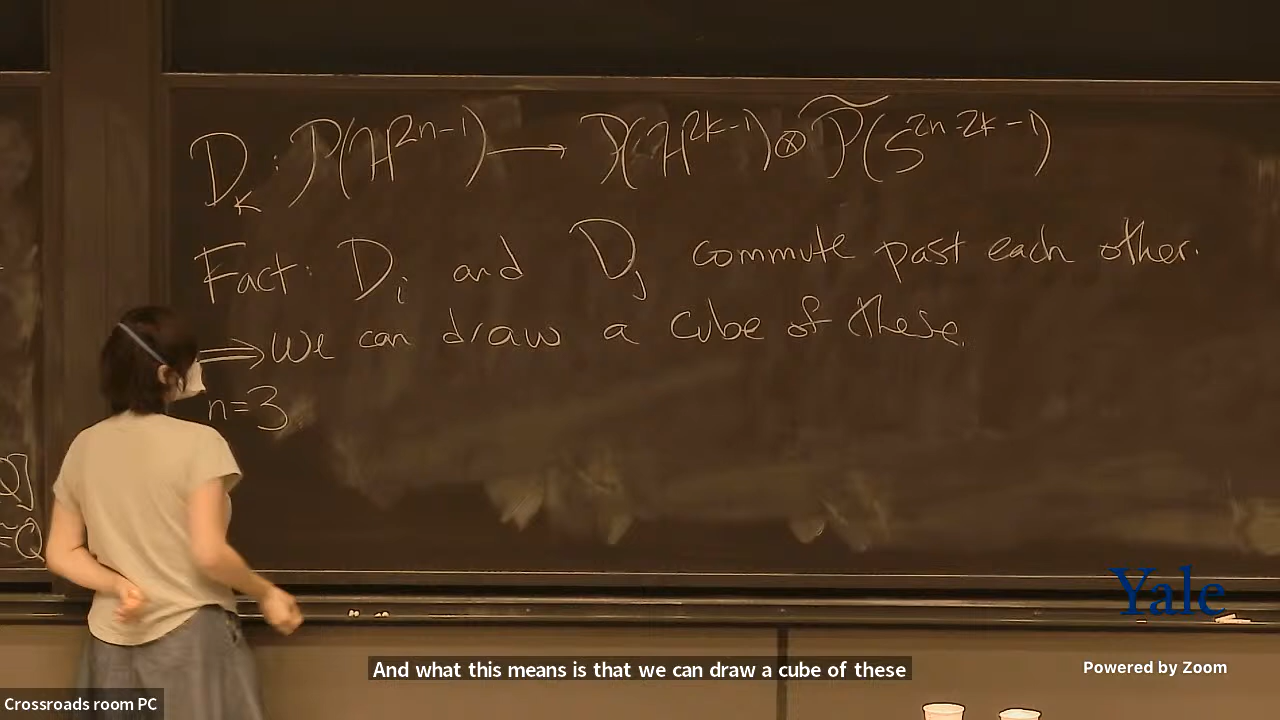 D_k : P(H^{2n-1}) → P(H^{2k-1}) ⊗ P̃(S^{2n-2k-1})
Fact: D_i and D_j commute past each other.
⟹ we can draw a cube of these.
n=3
Q]
≅Q
Yale
And what this means is that we can draw a cube of these
Powered by Zoom
Crossroads room PC